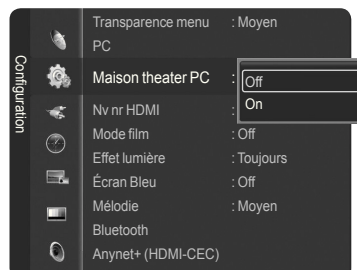 Configuration
Transparence menu : Moyen
PC
Maison theater PC :
Off
On
Nv nr HDMI
Mode film : Off
Effet lumière : Toujours
Écran Bleu : Off
Mélodie : Moyen
Bluetooth
Anynet+ (HDMI-CEC)